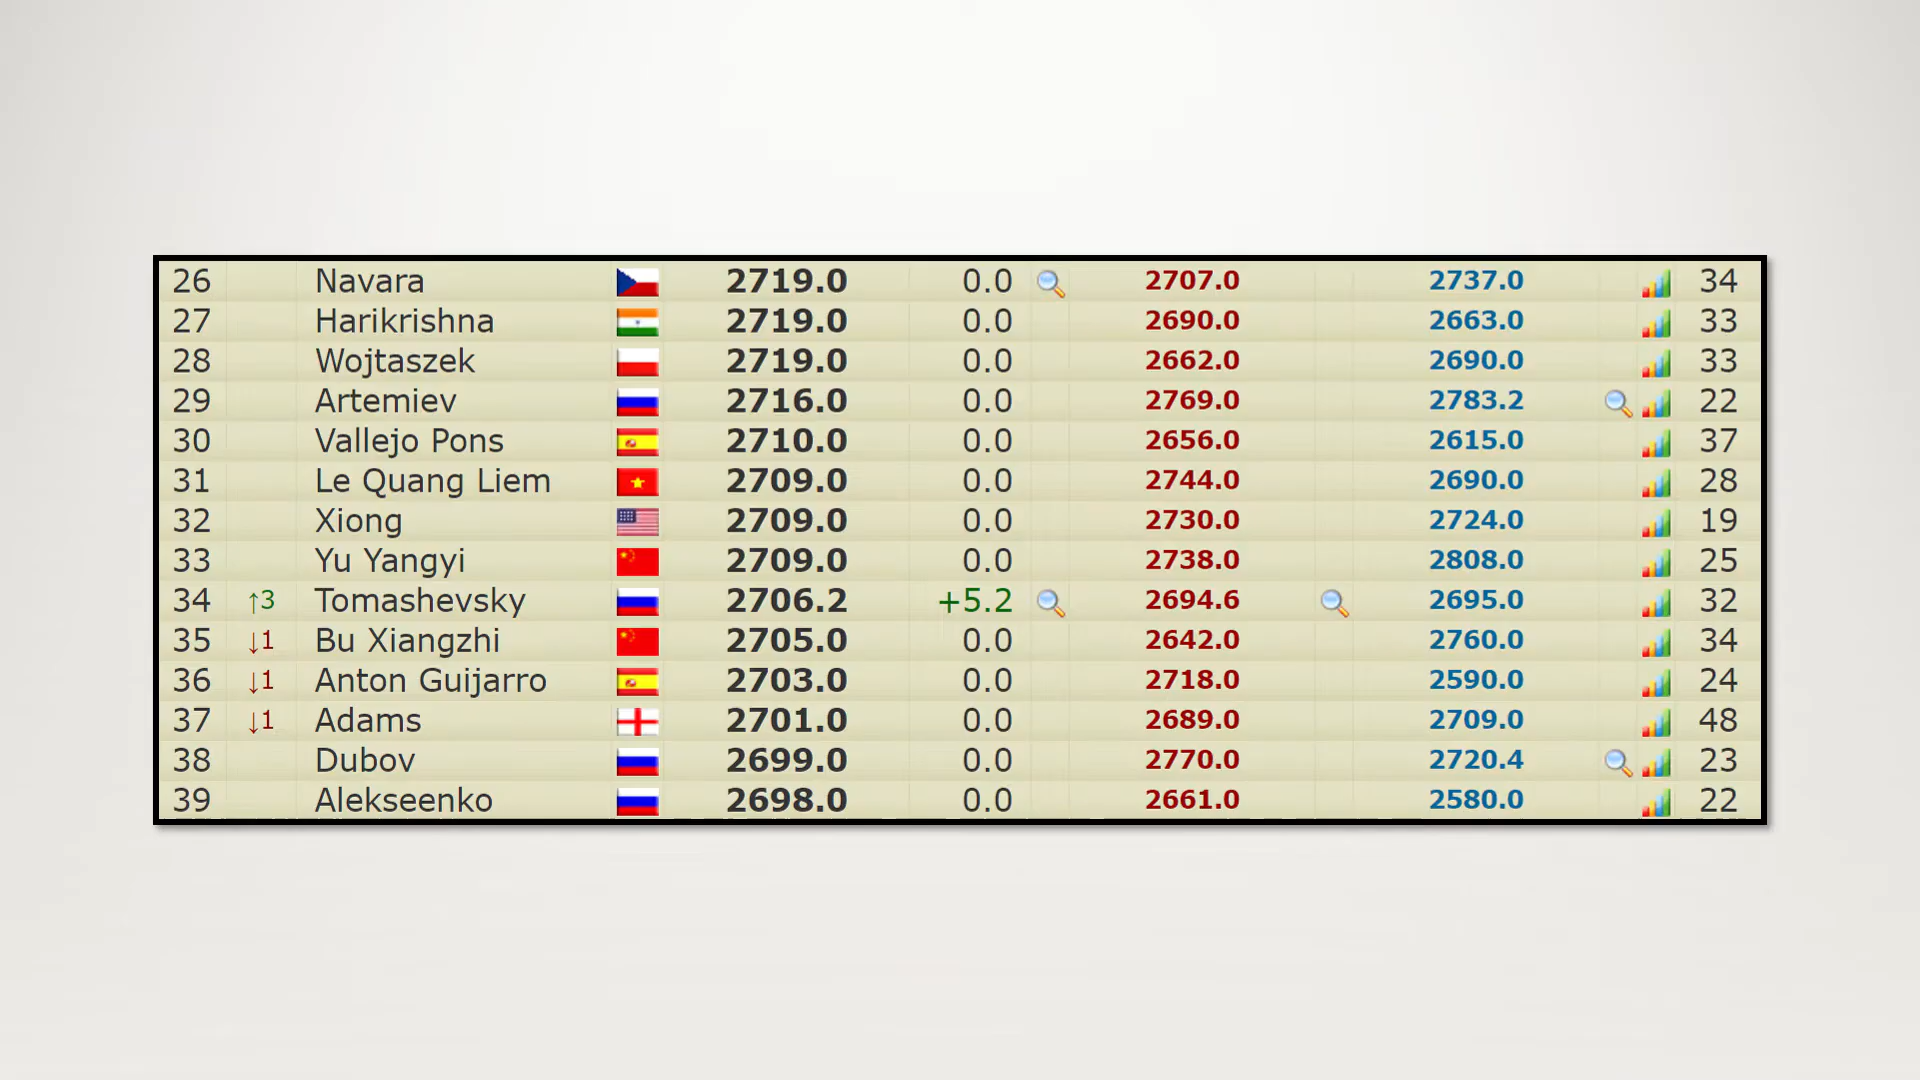 26 Navara 2719.0 0.0 2707.0 2737.0 34
27 Harikrishna 2719.0 0.0 2690.0 2663.0 33
28 Wojtaszek 2719.0 0.0 2662.0 2690.0 33
29 Artemiev 2716.0 0.0 2769.0 2783.2 22
30 Vallejo Pons 2710.0 0.0 2656.0 2615.0 37
31 Le Quang Liem 2709.0 0.0 2744.0 2690.0 28
32 Xiong 2709.0 0.0 2730.0 2724.0 19
33 Yu Yangyi 2709.0 0.0 2738.0 2808.0 25
34 ↑3 Tomashevsky 2706.2 +5.2 2694.6 2695.0 32
35 ↓1 Bu Xiangzhi 2705.0 0.0 2642.0 2760.0 34
36 ↓1 Anton Guijarro 2703.0 0.0 2718.0 2590.0 24
37 ↓1 Adams 2701.0 0.0 2689.0 2709.0 48
38 Dubov 2699.0 0.0 2770.0 2720.4 23
39 Alekseenko 2698.0 0.0 2661.0 2580.0 22